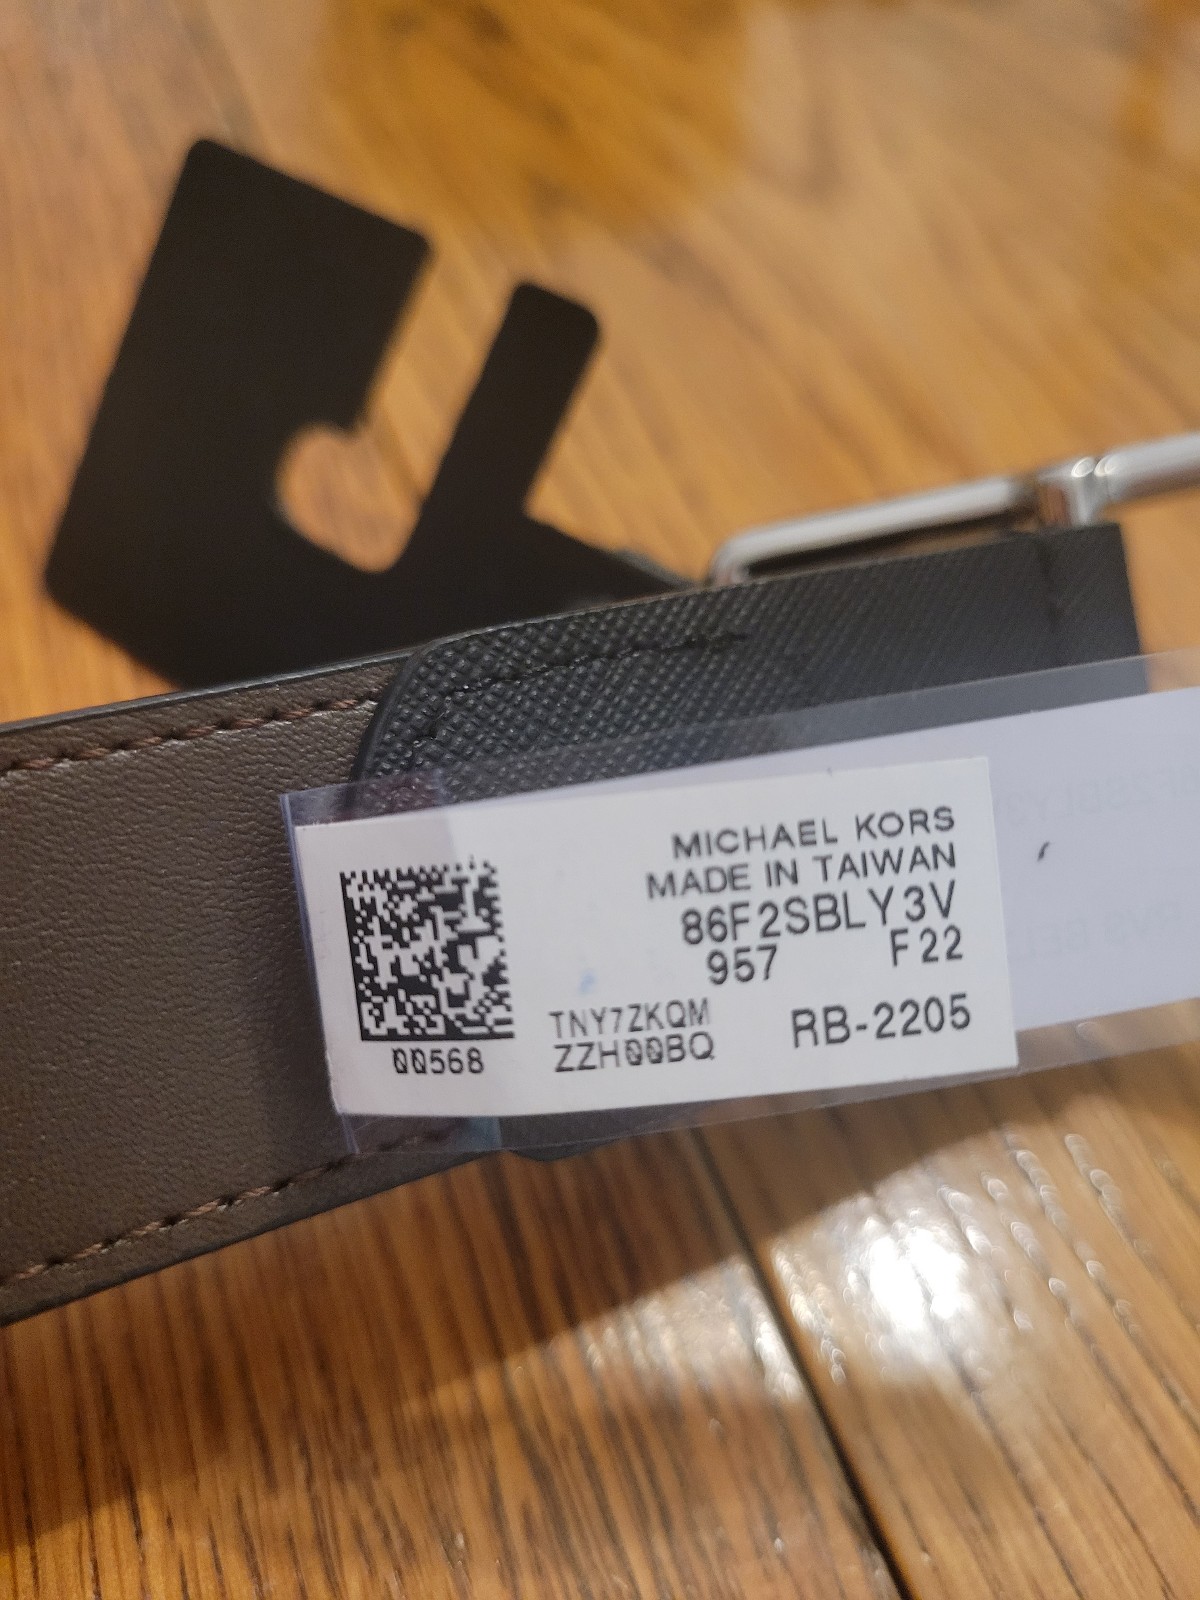 MICHAEL KORS
MADE IN TAIWAN
86F2SBLY3V
957 F22
TNY7ZKQM
ZZH00BQ RB-2205
00568